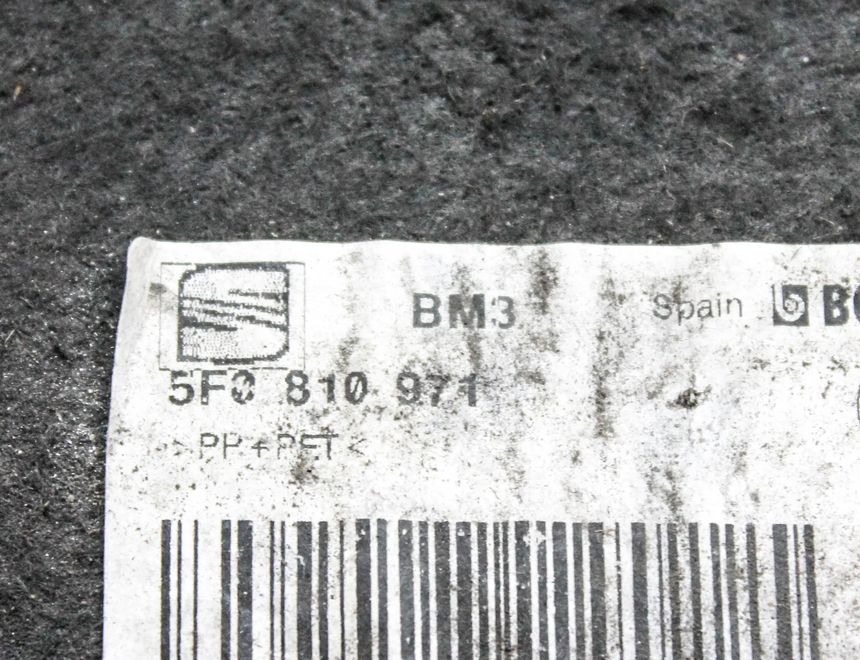 BM3 Spain
5F0 810 971
>PP+PET<